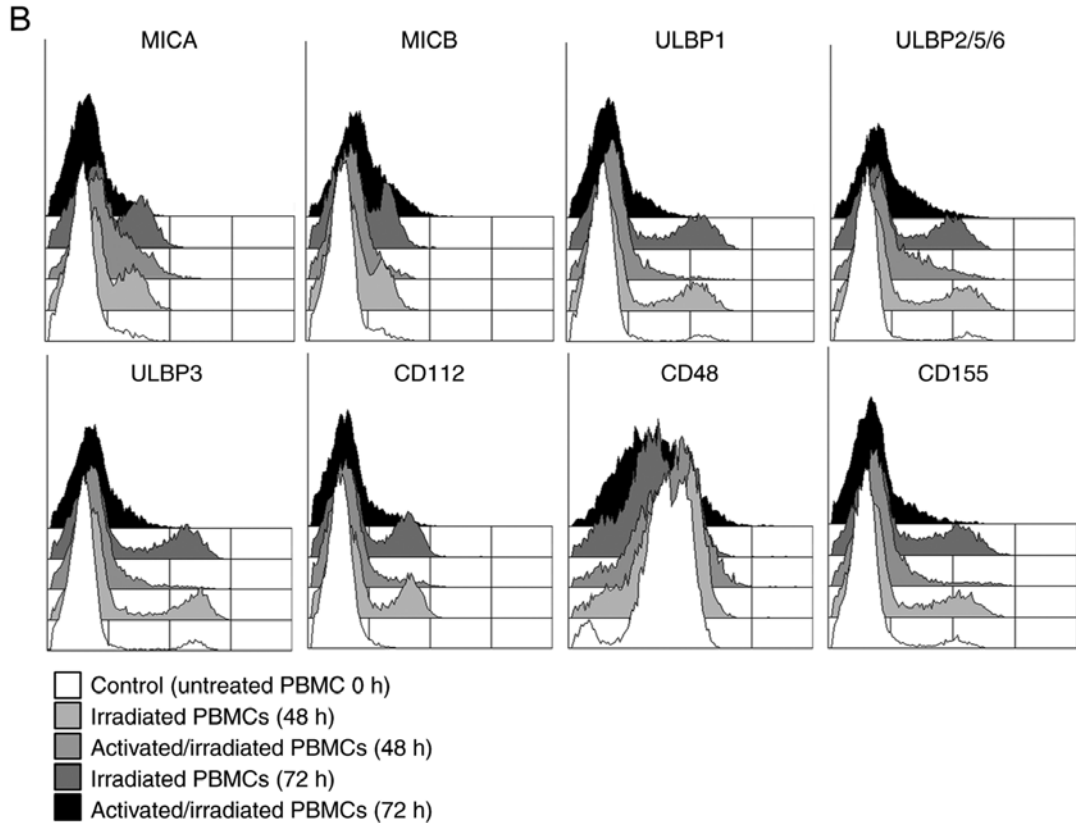 B
MICA MICB ULBP1 ULBP2/5/6
ULBP3 CD112 CD48 CD155
Control (untreated PBMC 0 h)
Irradiated PBMCs (48 h)
Activated/irradiated PBMCs (48 h)
Irradiated PBMCs (72 h)
Activated/irradiated PBMCs (72 h)